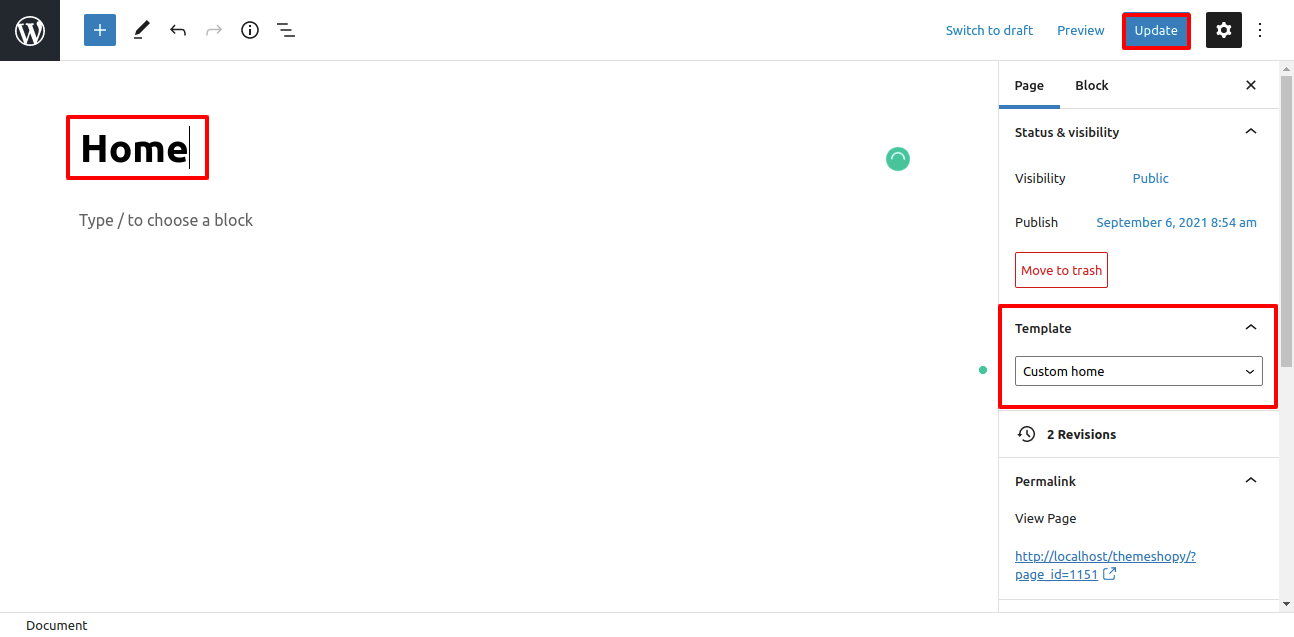 Switch to draft Preview Update
Page Block
Home
Status & visibility
Visibility Public
Type / to choose a block
Publish September 6, 2021 8:54 am
Move to trash
Template
Custom home
2 Revisions
Permalink
View Page
http://localhost/themeshopy/?
page_id=1151
Document